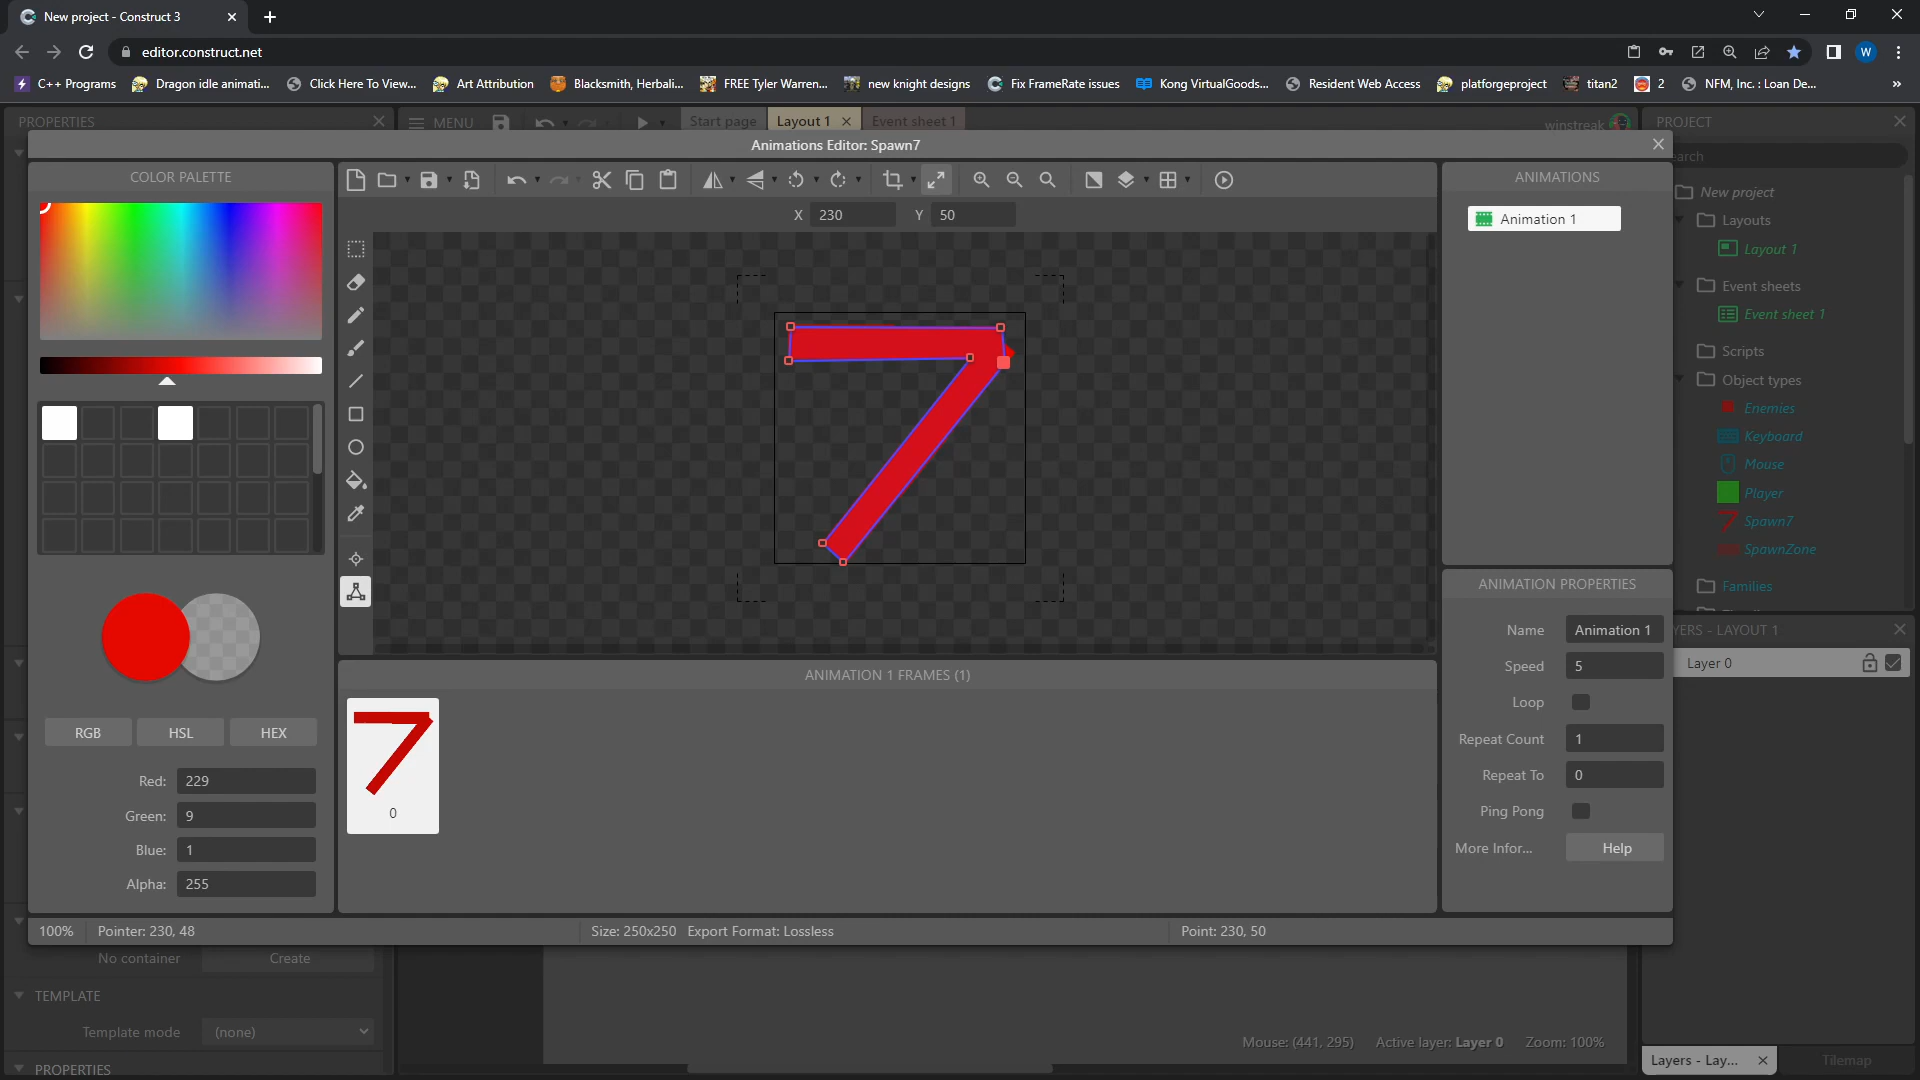 New project - Construct 3
editor.construct.net
C++ Programs
Dragon idle animati...
Click Here To View...
Art Attribution
Blacksmith, Herbali...
FREE Tyler Warren...
new knight designs
Fix FrameRate issues
Kong VirtualGoods...
Resident Web Access
platforgeproject
titan2
2
NFM, Inc. : Loan De...
»
W
PROPERTIES
MENU
Start page
Layout 1
Event sheet 1
winstreak
PROJECT
Animations Editor: Spawn7
earch
COLOR PALETTE
ANIMATIONS
New project
X 230 Y 50
Animation 1
Layouts
Layout 1
Event sheets
Event sheet 1
Scripts
Object types
Enemies
Keyboard
Mouse
Player
Spawn7
SpawnZone
Families
7
ANIMATION PROPERTIES
Name Animation 1
YERS - LAYOUT 1
Speed 5
Layer 0
ANIMATION 1 FRAMES (1)
Loop
7
0
RGB HSL HEX
Repeat Count 1
Red: 229
Repeat To 0
Green: 9
Ping Pong
Blue: 1
More Infor... Help
Alpha: 255
100% Pointer: 230, 48
Size: 250x250 Export Format: Lossless
Point: 230, 50
No container Create
TEMPLATE
Template mode (none)
Mouse: (441, 295) Active layer: Layer 0 Zoom: 100%
PROPERTIES
Layers - Lay...
Tilemap